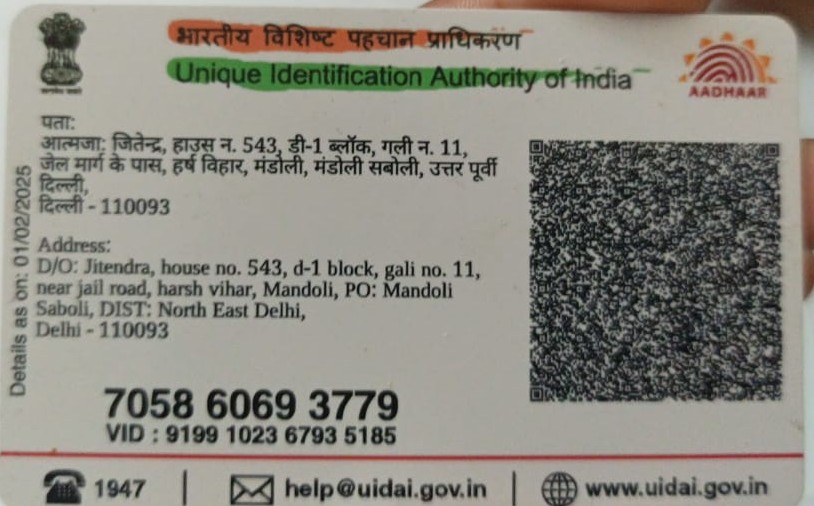 भारतीय विशिष्ट पहचान प्राधिकरण
Unique Identification Authority of India
AADHAAR
पता:
आत्मजा: जितेन्द्र, हाउस न. 543, डी-1 ब्लॉक, गली न. 11,
जेल मार्ग के पास, हर्ष विहार, मंडोली, मंडोली सबोली, उत्तर पूर्वी
दिल्ली,
दिल्ली - 110093
Address:
D/O: Jitendra, house no. 543, d-1 block, gali no. 11,
near jail road, harsh vihar, Mandoli, PO: Mandoli
Saboli, DIST: North East Delhi,
Delhi - 110093
Details as on: 01/02/2025
7058 6069 3779
VID : 9199 1023 6793 5185
1947
help@uidai.gov.in
www.uidai.gov.in